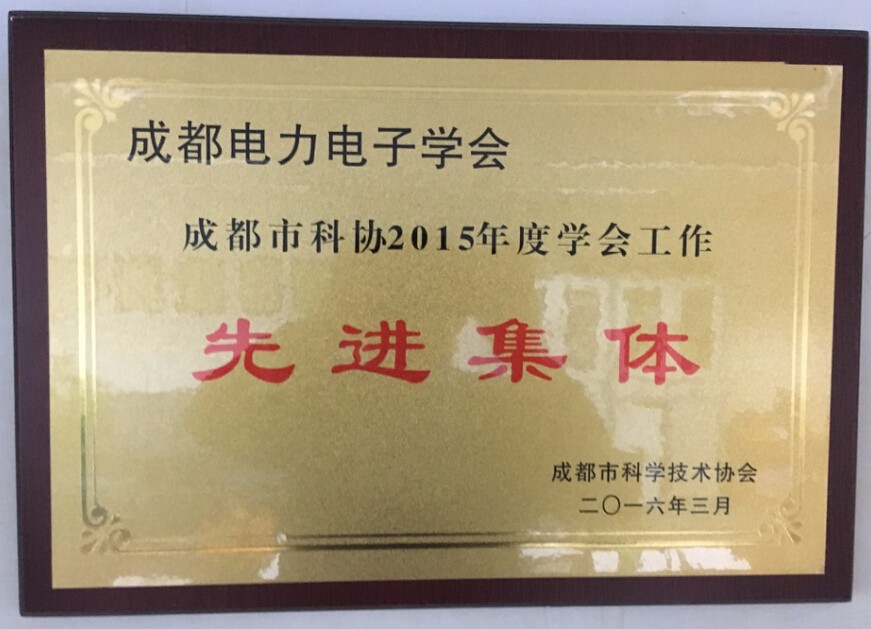 成都电力电子学会
成都市科协2015年度学会工作
先进集体
成都市科学技术协会
二〇一六年三月